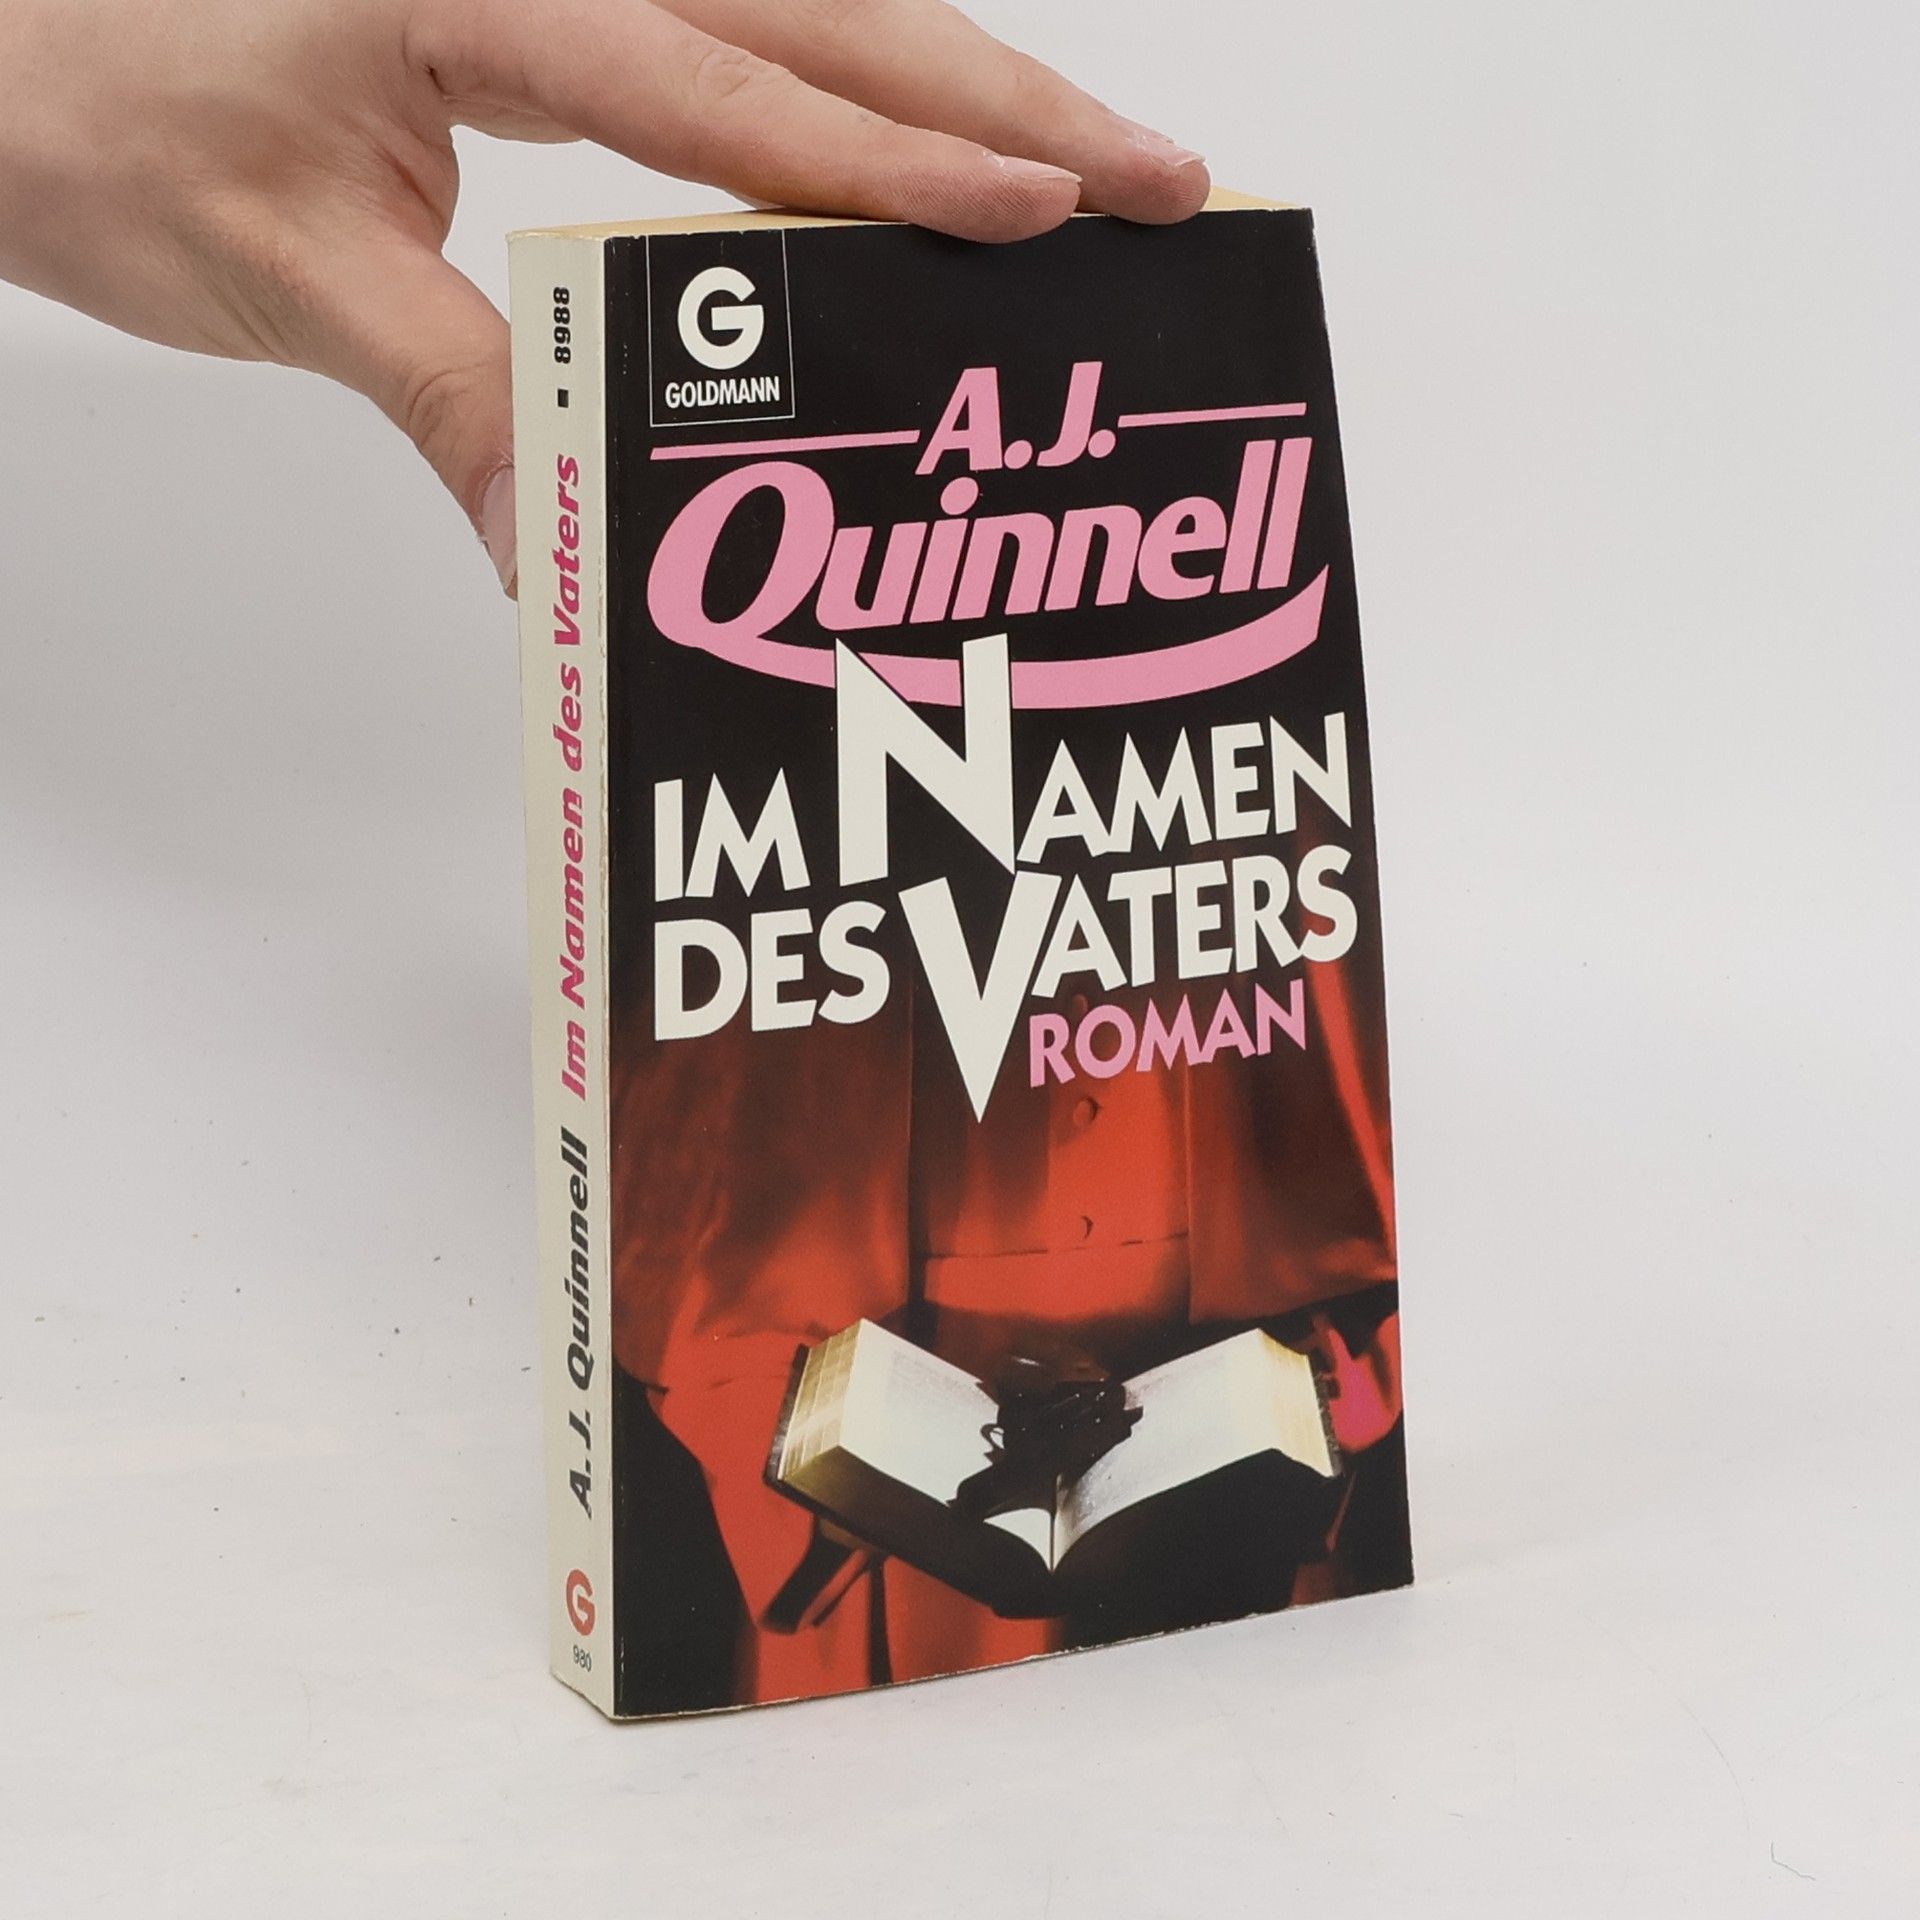 G
GOLDMANN
A.J.
Quinnell
IM NAMEN
DES VATERS
ROMAN
A.J. Quinnell Im Namen des Vaters ▪ 8988
G
980